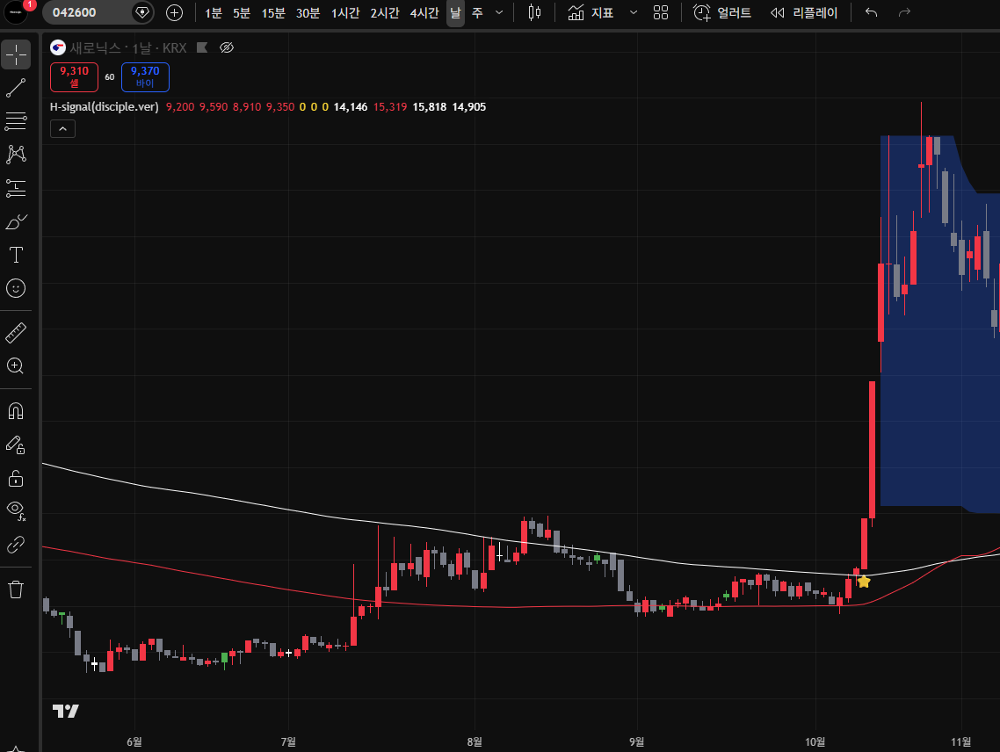 1
042600 1분 5분 15분 30분 1시간 2시간 4시간 날 주 지표 얼러트 리플레이
새로닉스 · 1날 · KRX
9,310 셀 60 9,370 바이
H-signal(disciple.ver) 9,200 9,590 8,910 9,350 0 0 0 14,146 15,319 15,818 14,905
6월 7월 8월 9월 10월 11월